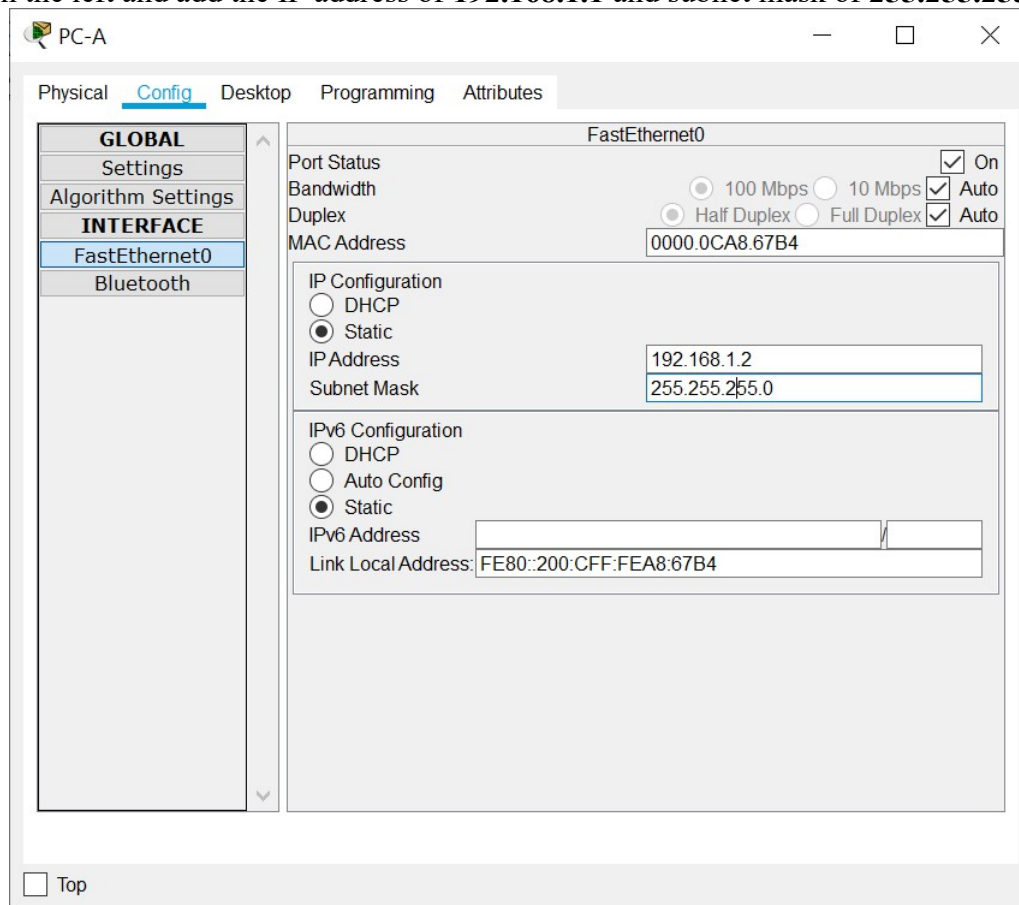 the left and add the IP address of 192.168.1.1 and subnet mask of
PC-A
Physical Config Desktop Programming Attributes
GLOBAL
Settings
Algorithm Settings
INTERFACE
FastEthernet0
Bluetooth
FastEthernet0
Port Status On
Bandwidth 100 Mbps 10 Mbps Auto
Duplex Half Duplex Full Duplex Auto
MAC Address 0000.0CA8.67B4
IP Configuration
DHCP
Static
IP Address 192.168.1.2
Subnet Mask 255.255.255.0
IPv6 Configuration
DHCP
Auto Config
Static
IPv6 Address /
Link Local Address: FE80::200:CFF:FEA8:67B4
Top